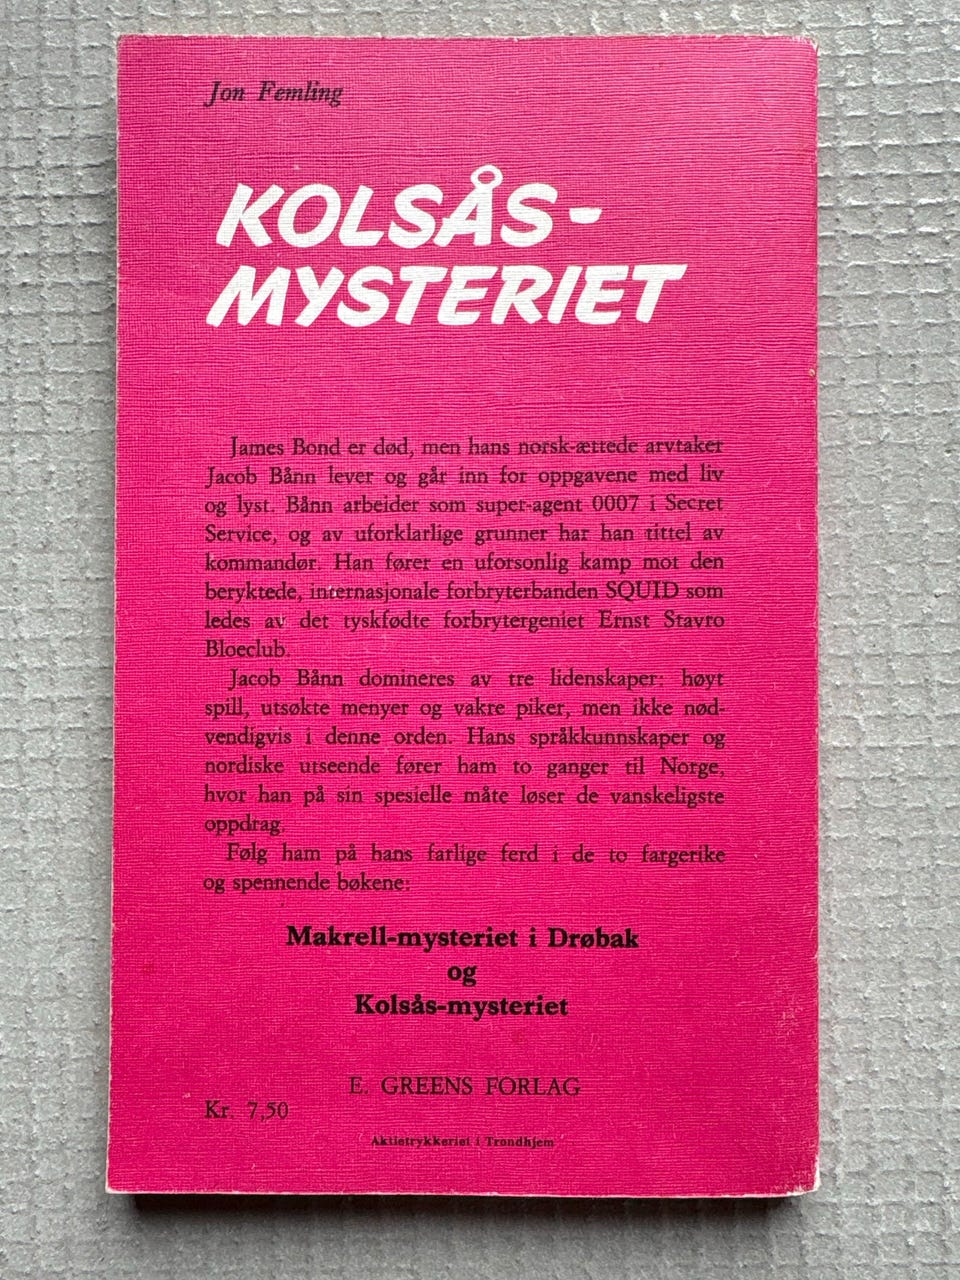 Jon Femling
KOLSÅS-
MYSTERIET
James Bond er død, men hans norsk-ættede arvtaker
Jacob Bånn lever og går inn for oppgavene med liv
og lyst. Bånn arbeider som super-agent 0007 i Secret
Service, og av uforklarlige grunner har han tittel av
kommandør. Han fører en uforsonlig kamp mot den
beryktede, internasjonale forbryterbanden SQUID som
ledes av det tyskfødte forbrytergeniet Ernst Stavro
Bloeclub.
Jacob Bånn domineres av tre lidenskaper: høyt
spill, utsøkte menyer og vakre piker, men ikke nød-
vendigvis i denne orden. Hans språkkunnskaper og
nordiske utseende fører ham to ganger til Norge,
hvor han på sin spesielle måte løser de vanskeligste
oppdrag.
Følg ham på hans farlige ferd i de to fargerike
og spennende bøkene:
Makrell-mysteriet i Drøbak
og
Kolsås-mysteriet
E. GREENS FORLAG
Kr. 7,50
Aktietrykkeriet i Trondhjem